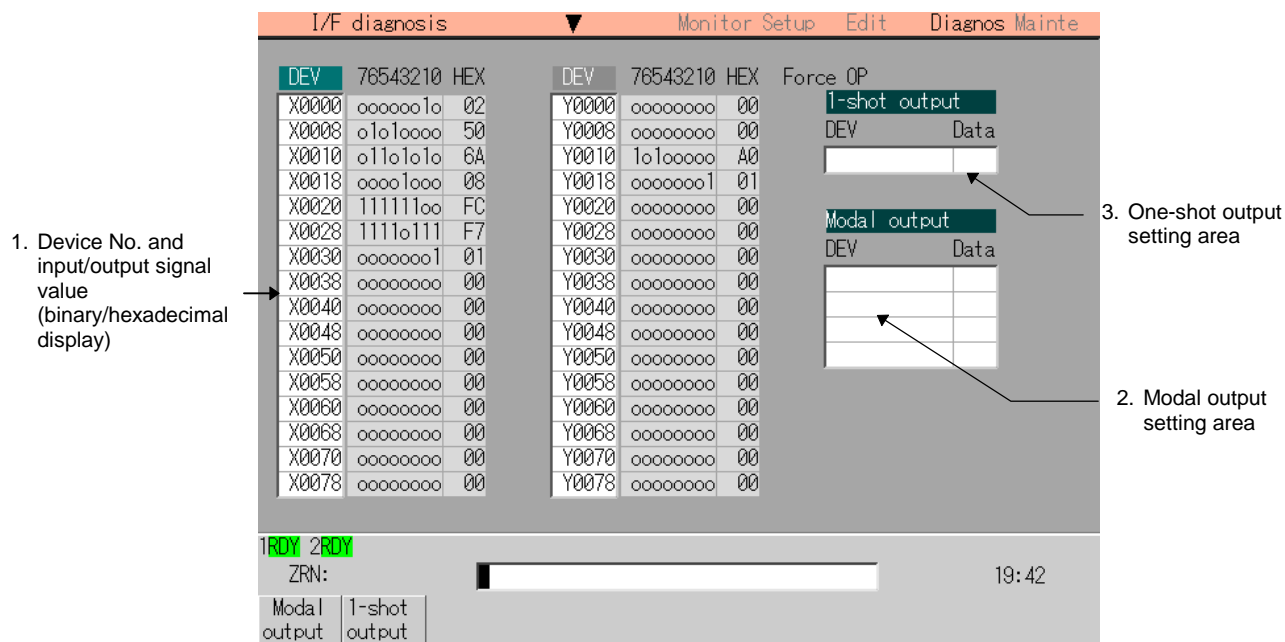 I/F diagnosis ▼ Monitor Setup Edit Diagnos Mainte
DEV 76543210 HEX DEV 76543210 HEX Force OP
X0000 oooooo1o 02 Y0000 oooooooo 00 1-shot output
X0008 o1o1oooo 50 Y0008 oooooooo 00 DEV Data
X0010 o11o1o1o 6A Y0010 1o1ooooo A0
X0018 oooo1ooo 08 Y0018 ooooooo1 01
X0020 111111oo FC Y0020 oooooooo 00 Modal output
X0028 1111o111 F7 Y0028 oooooooo 00 DEV Data
X0030 ooooooo1 01 Y0030 oooooooo 00
X0038 oooooooo 00 Y0038 oooooooo 00
X0040 oooooooo 00 Y0040 oooooooo 00
X0048 oooooooo 00 Y0048 oooooooo 00
X0050 oooooooo 00 Y0050 oooooooo 00
X0058 oooooooo 00 Y0058 oooooooo 00
X0060 oooooooo 00 Y0060 oooooooo 00
X0068 oooooooo 00 Y0068 oooooooo 00
X0070 oooooooo 00 Y0070 oooooooo 00
X0078 oooooooo 00 Y0078 oooooooo 00
1RDY 2RDY
ZRN: 19:42
Modal 1-shot
output output
1. Device No. and
input/output signal
value
(binary/hexadecimal
display)
3. One-shot output
setting area
2. Modal output
setting area